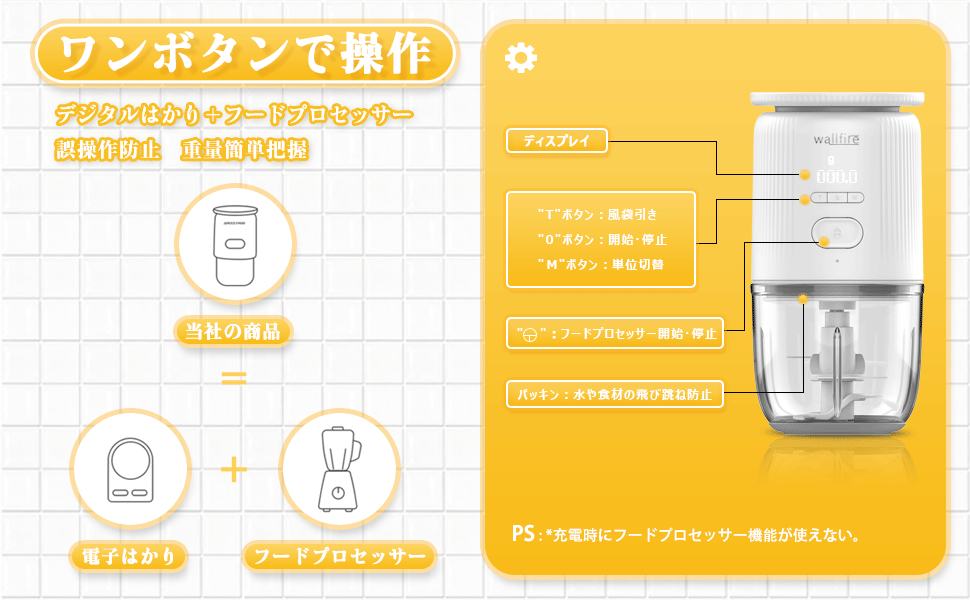 ワンボタンで操作
デジタルはかり+フードプロセッサー
誤操作防止 重量簡単把握
当社の商品
=
電子はかり
+
フードプロセッサー
ディスプレイ
"T"ボタン：風袋引き
"O"ボタン：開始・停止
"M"ボタン：単位切替
"⊖"：フードプロセッサー開始・停止
パッキン：水や食材の飛び跳ね防止
wallfire
g
000.0
PS：*充電時にフードプロセッサー機能が使えない。